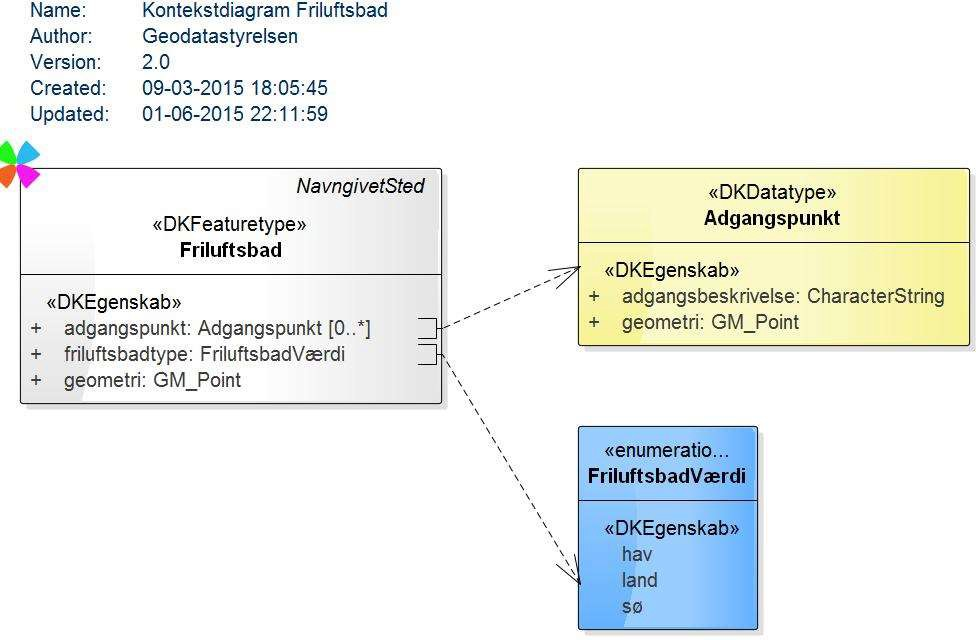 Name: Kontekstdiagram Friluftsbad
Author: Geodatastyrelsen
Version: 2.0
Created: 09-03-2015 18:05:45
Updated: 01-06-2015 22:11:59
NavngivetSted
«DKFeaturetype»
Friluftsbad
«DKEgenskab»
+ adgangspunkt: Adgangspunkt [0..*]
+ friluftsbadtype: FriluftsbadVærdi
+ geometri: GM_Point
«DKDatatype»
Adgangspunkt
«DKEgenskab»
+ adgangsbeskrivelse: CharacterString
+ geometri: GM_Point
«enumeratio…
FriluftsbadVærdi
«DKEgenskab»
hav
land
sø